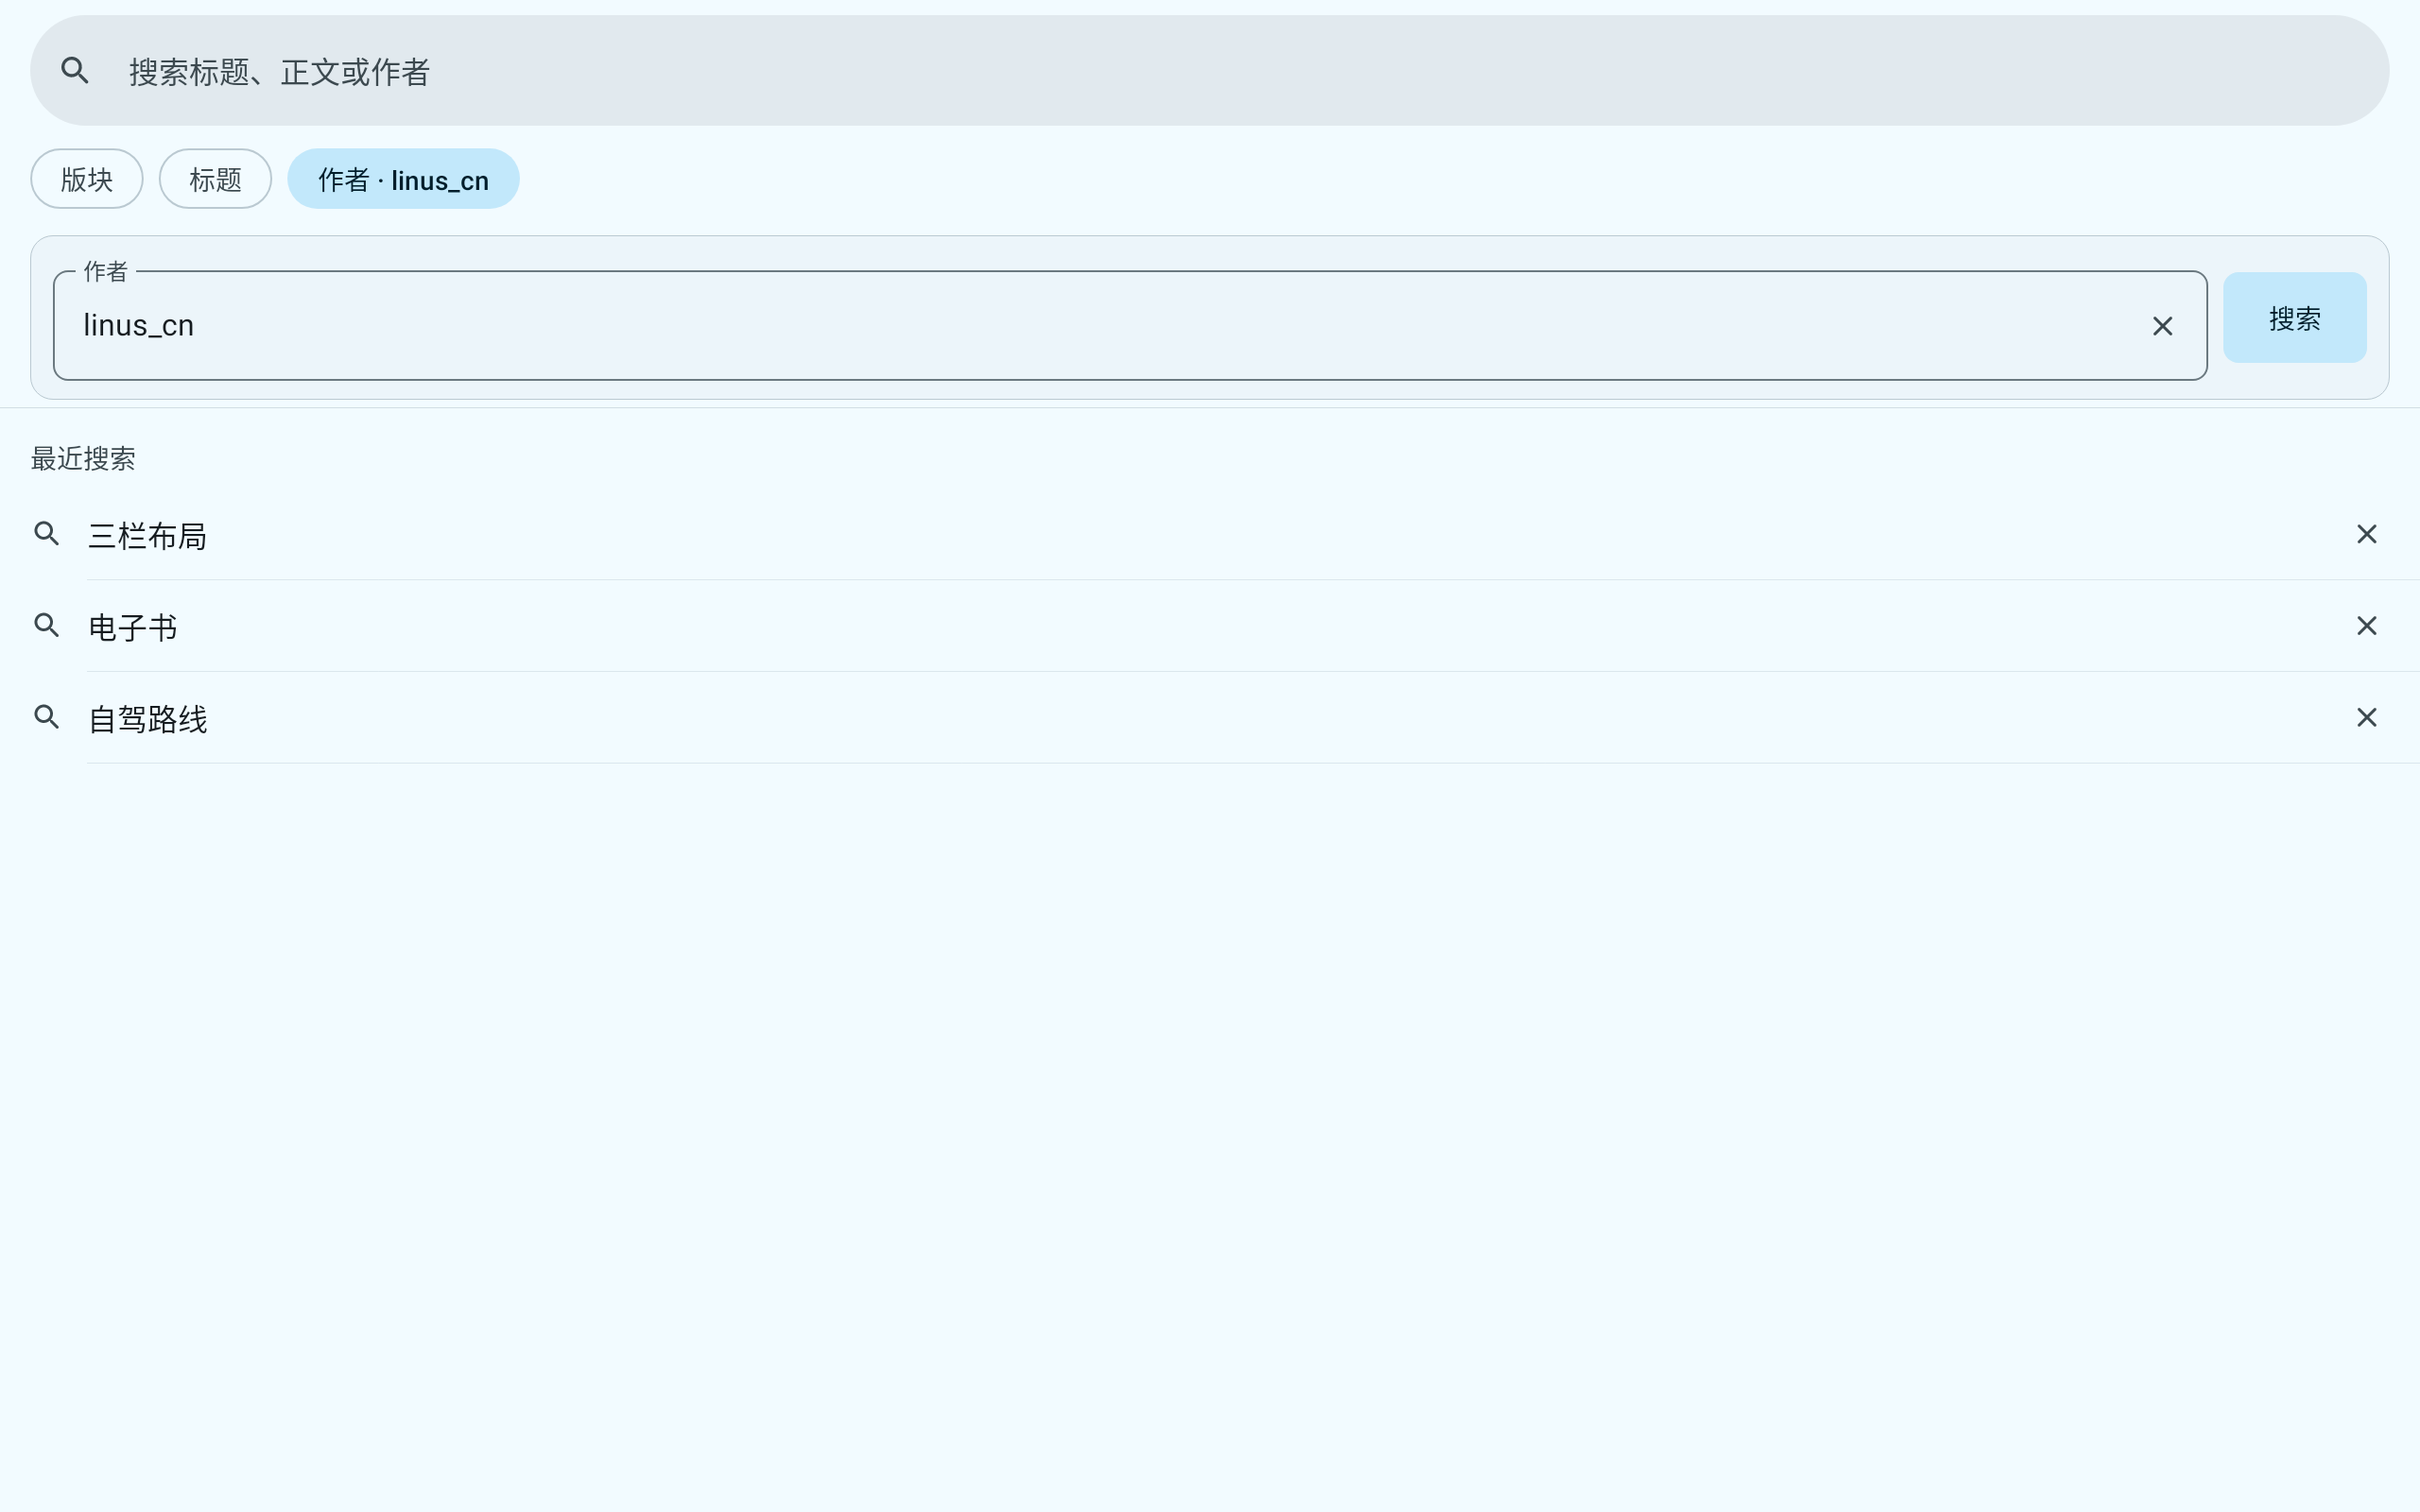 搜索标题、正文或作者
版块 标题 作者 · linus_cn
作者
linus_cn
搜索
最近搜索
三栏布局
电子书
自驾路线